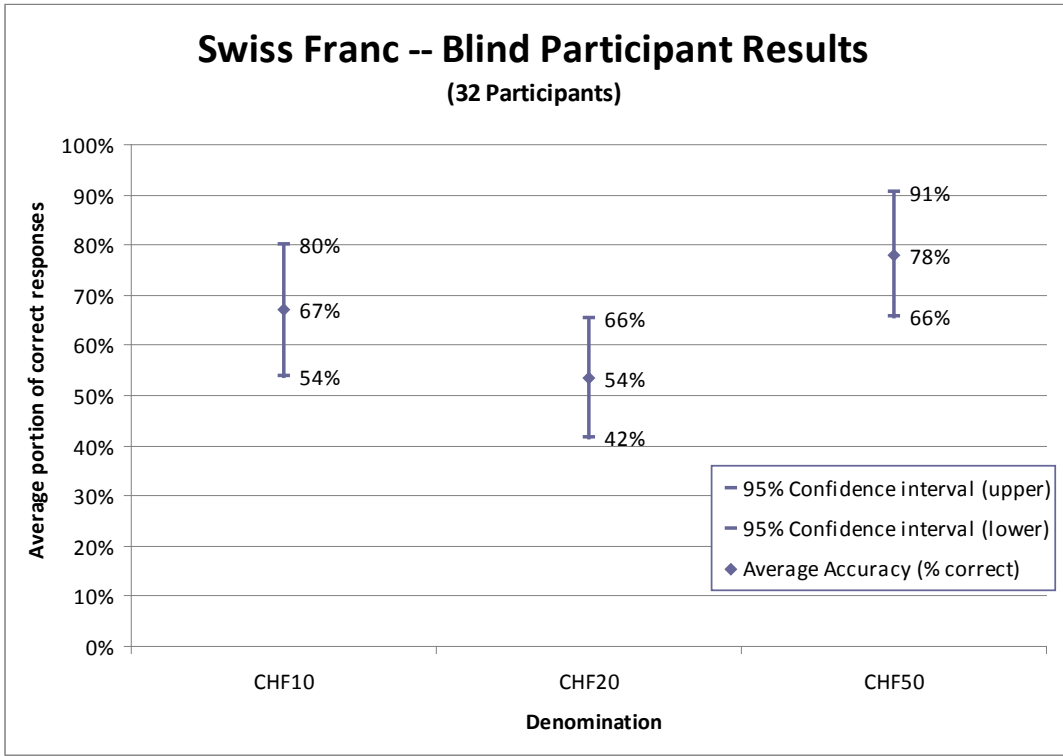 Swiss Franc -- Blind Participant Results
(32 Participants)
Average portion of correct responses
100%
90%
80%
70%
60%
50%
40%
30%
20%
10%
0%
80%
67%
54%
66%
54%
42%
91%
78%
66%
95% Confidence interval (upper)
95% Confidence interval (lower)
Average Accuracy (% correct)
CHF10
CHF20
CHF50
Denomination